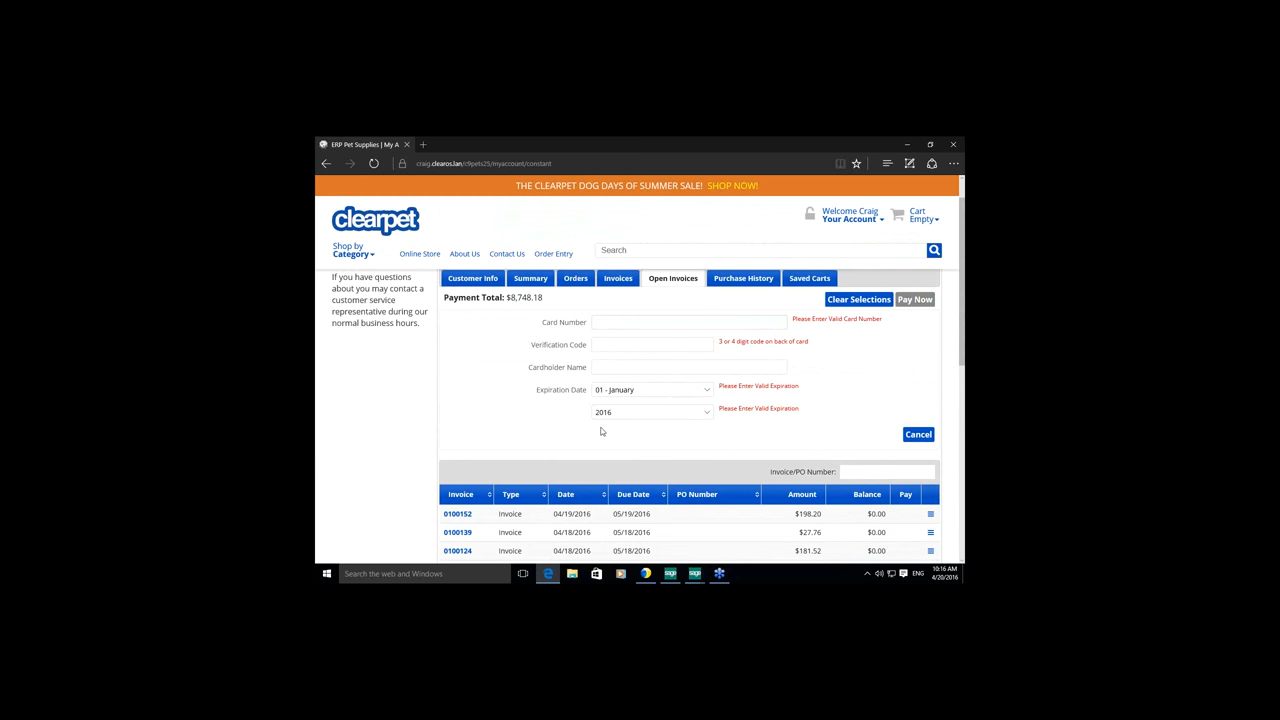 ERP Pet Supplies | My A
craig.clearos.lan/c9pets25/myaccount/constant
THE CLEARPET DOG DAYS OF SUMMER SALE! SHOP NOW!
clearpet
Welcome Craig
Your Account
Cart
Empty
Shop by
Category
Online Store About Us Contact Us Order Entry
Search
If you have questions
about you may contact a
customer service
representative during our
normal business hours.
Customer Info Summary Orders Invoices Open Invoices Purchase History Saved Carts
Payment Total: $8,748.18
Clear Selections Pay Now
Card Number Please Enter Valid Card Number
Verification Code 3 or 4 digit code on back of card
Cardholder Name
Expiration Date 01 - January Please Enter Valid Expiration
2016 Please Enter Valid Expiration
Cancel
Invoice/PO Number:
Invoice Type Date Due Date PO Number Amount Balance Pay
0100152 Invoice 04/19/2016 05/19/2016 $198.20 $0.00
0100139 Invoice 04/18/2016 05/18/2016 $27.76 $0.00
0100124 Invoice 04/18/2016 05/18/2016 $181.52 $0.00
Search the web and Windows
sage
sage
ENG
10:16 AM
4/20/2016